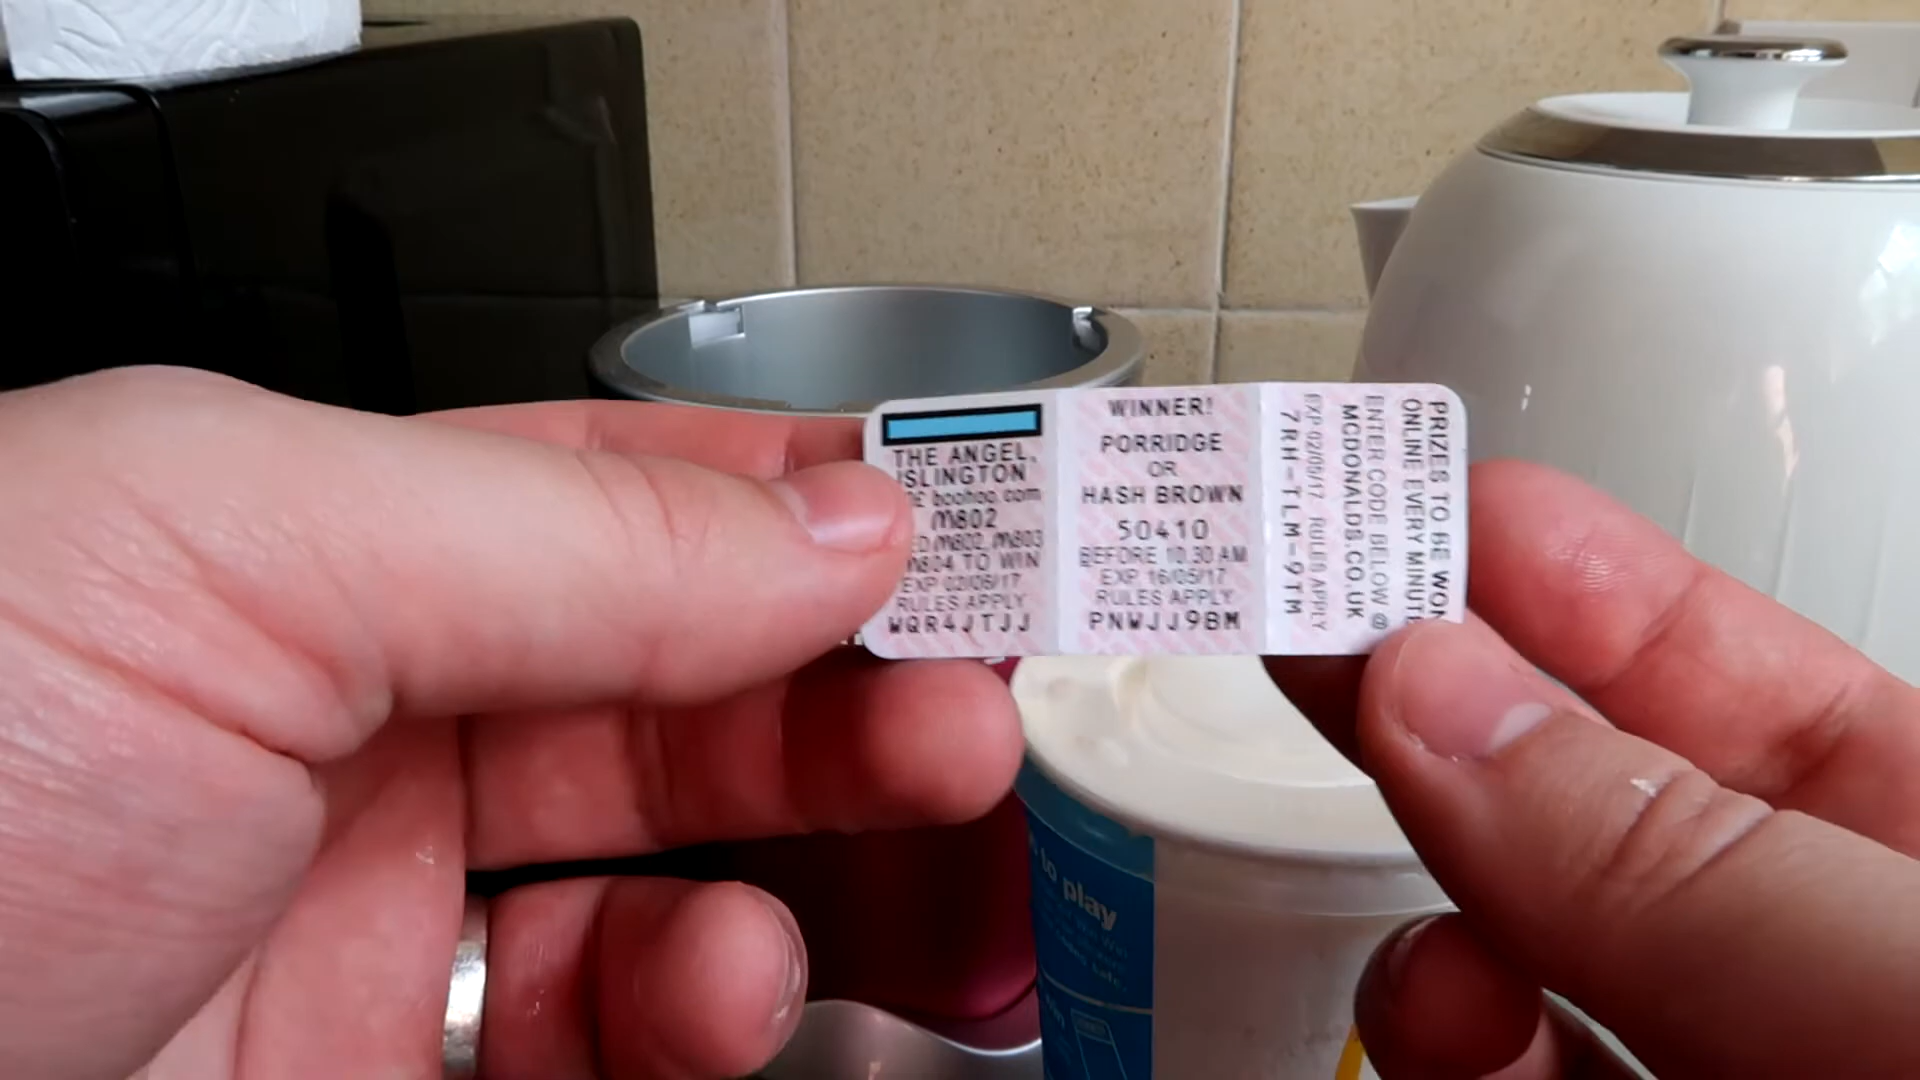 THE ANGEL,
ISLINGTON
boohoo.com
M802
M802, M803
M804 TO WIN
EXP 02/06/17
RULES APPLY
WQR4JTJJ
WINNER!
PORRIDGE
OR
HASH BROWN
50410
BEFORE 10.30 AM
EXP 16/05/17
RULES APPLY
PNWJJ9BM
PRIZES TO BE WON
ONLINE EVERY MINUTE
ENTER CODE BELOW @
MCDONALDS.CO.UK
EXP 02/05/17 RULES APPLY
7RH-TLM-9TM
to play